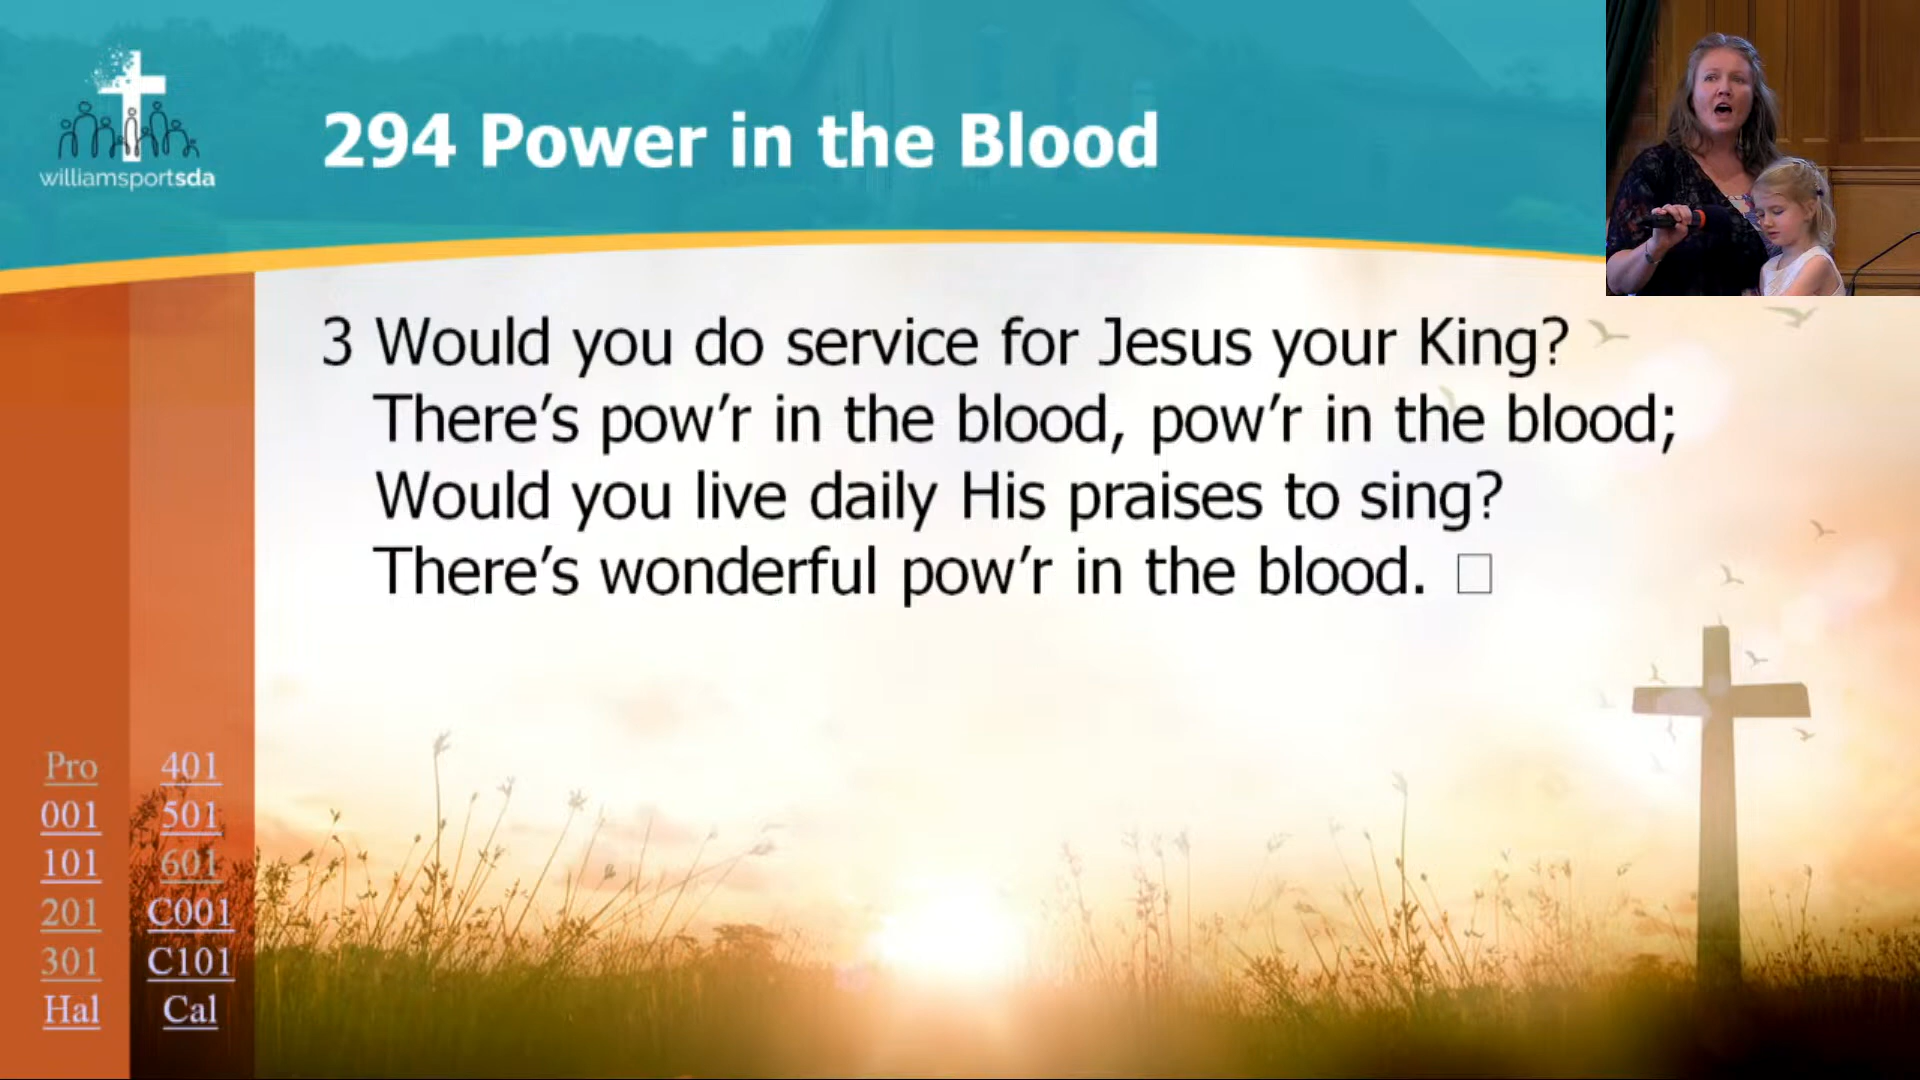 williamsportsda
294 Power in the Blood
3 Would you do service for Jesus your King?
There’s pow’r in the blood, pow’r in the blood;
Would you live daily His praises to sing?
There’s wonderful pow’r in the blood. □
Pro 401
001 501
101 601
201 C001
301 C101
Hal Cal